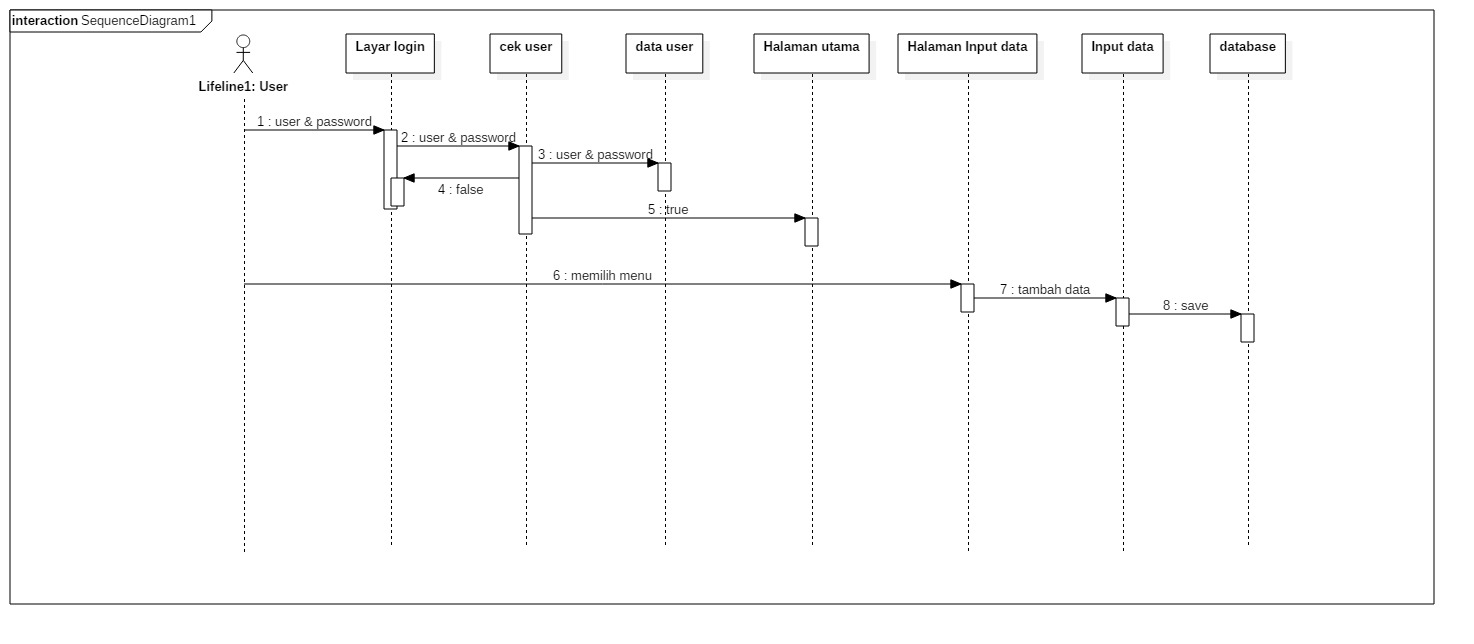 interaction SequenceDiagram1
Lifeline1: User
Layar login
cek user
data user
Halaman utama
Halaman Input data
Input data
database
1 : user & password
2 : user & password
3 : user & password
4 : false
5 : true
6 : memilih menu
7 : tambah data
8 : save